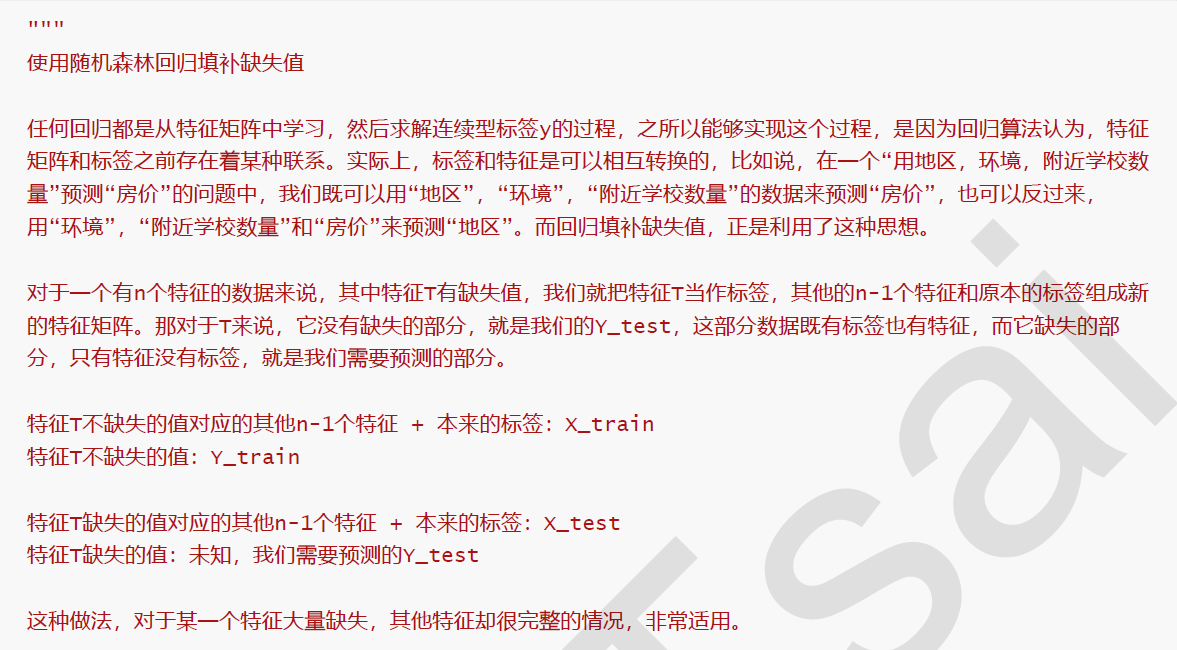 """
使用随机森林回归填补缺失值
任何回归都是从特征矩阵中学习，然后求解连续型标签y的过程，之所以能够实现这个过程，是因为回归算法认为，特征
矩阵和标签之前存在着某种联系。实际上，标签和特征是可以相互转换的，比如说，在一个“用地区，环境，附近学校数
量”预测“房价”的问题中，我们既可以用“地区”，“环境”，“附近学校数量”的数据来预测“房价”，也可以反过来，
用“环境”，“附近学校数量”和“房价”来预测“地区”。而回归填补缺失值，正是利用了这种思想。
对于一个有n个特征的数据来说，其中特征T有缺失值，我们就把特征T当作标签，其他的n-1个特征和原本的标签组成新
的特征矩阵。那对于T来说，它没有缺失的部分，就是我们的Y_test，这部分数据既有标签也有特征，而它缺失的部
分，只有特征没有标签，就是我们需要预测的部分。
特征T不缺失的值对应的其他n-1个特征 + 本来的标签：X_train
特征T不缺失的值：Y_train
特征T缺失的值对应的其他n-1个特征 + 本来的标签：X_test
特征T缺失的值：未知，我们需要预测的Y_test
这种做法，对于某一个特征大量缺失，其他特征却很完整的情况，非常适用。
Tsai